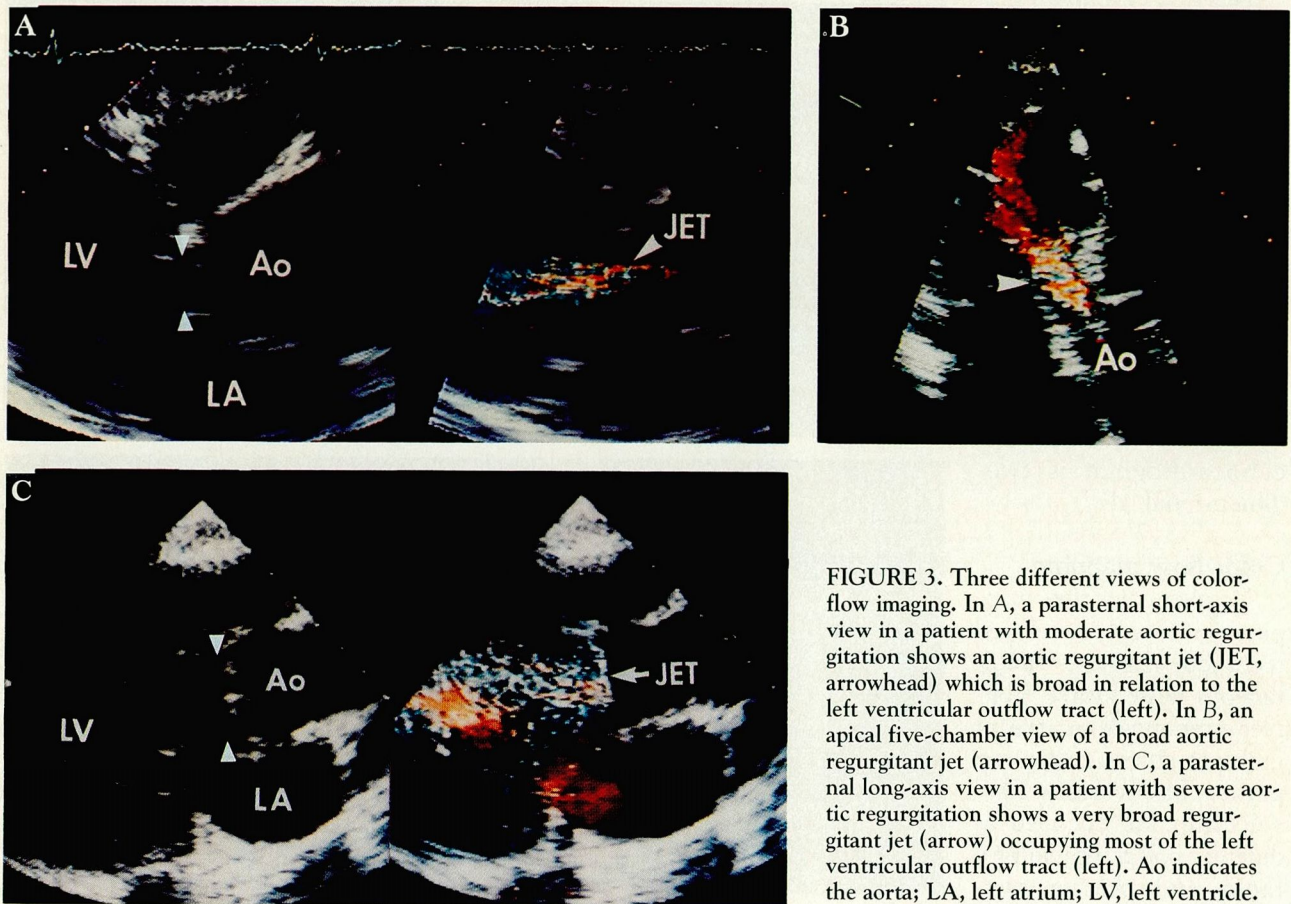 A
B
LV
Ao
LA
JET
Ao
C
LV
Ao
LA
JET
FIGURE 3. Three different views of color-
flow imaging. In A, a parasternal short-axis
view in a patient with moderate aortic regur-
gitation shows an aortic regurgitant jet (JET,
arrowhead) which is broad in relation to the
left ventricular outflow tract (left). In B, an
apical five-chamber view of a broad aortic
regurgitant jet (arrowhead). In C, a paraster-
nal long-axis view in a patient with severe aor-
tic regurgitation shows a very broad regur-
gitant jet (arrow) occupying most of the left
ventricular outflow tract (left). Ao indicates
the aorta; LA, left atrium; LV, left ventricle.